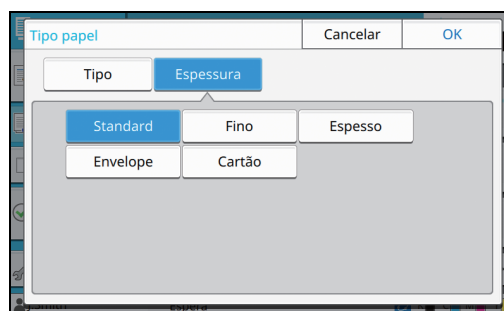 Tipo papel Cancelar OK
Tipo Espessura
Standard Fino Espesso
Envelope Cartão